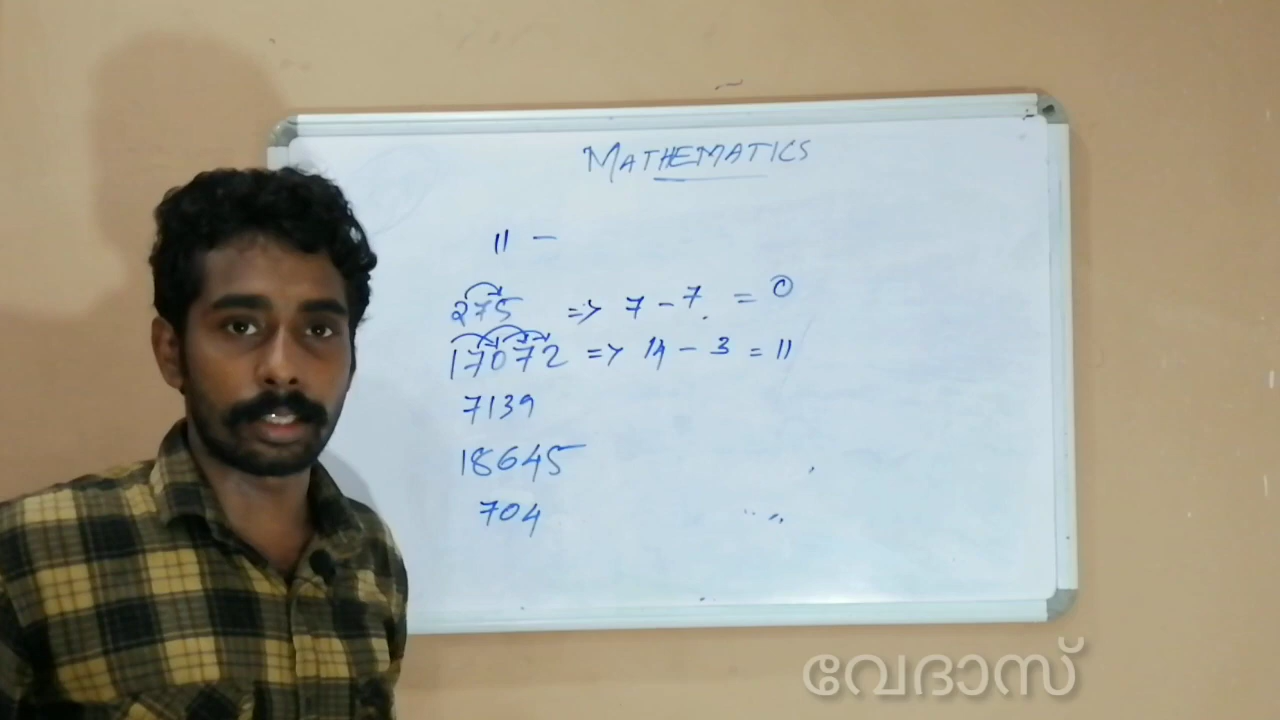 MATHEMATICS
11 –
275 => 7 – 7 = 0
17072 => 14 – 3 = 11
7139
18645
704
വേദാസ്